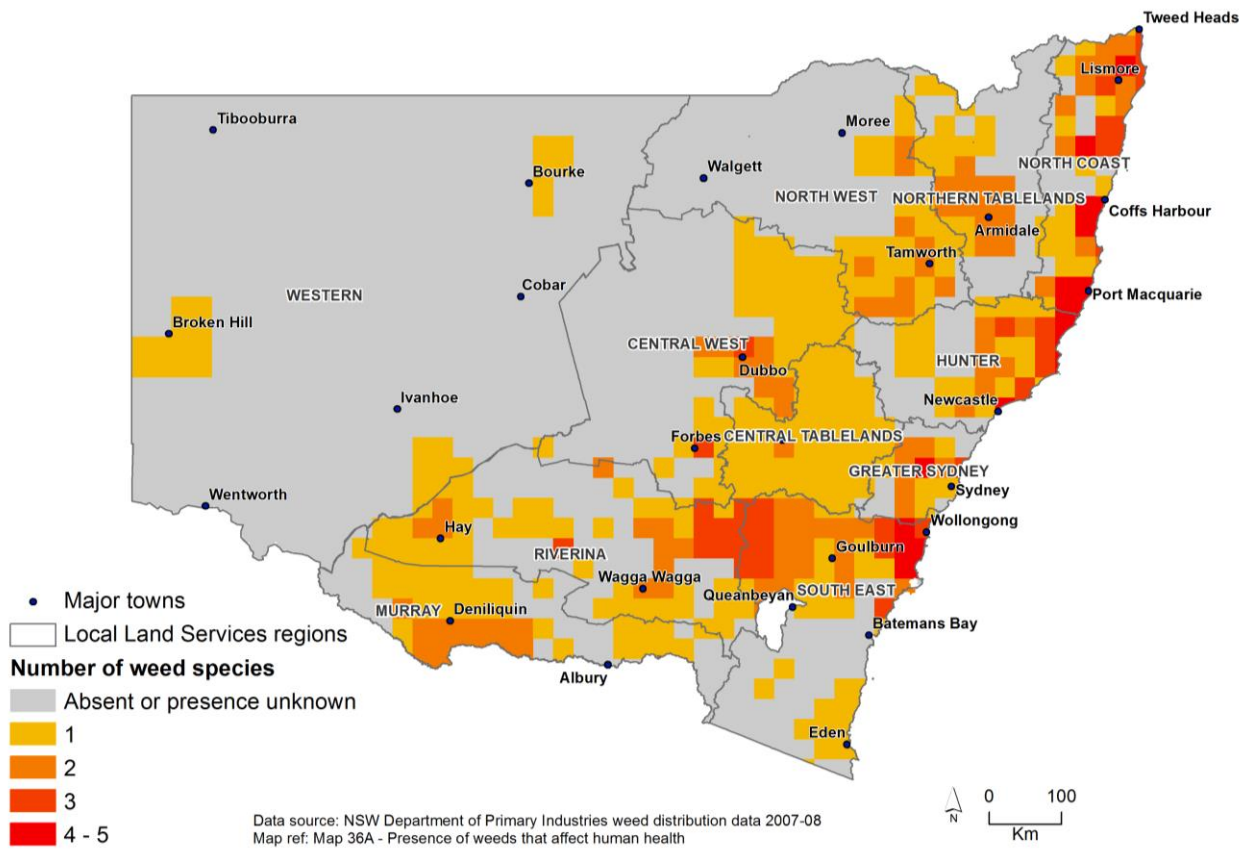 Tweed Heads
Lismore
Tibooburra
Moree
Bourke
Walgett
NORTH COAST
NORTH WEST
NORTHERN TABLELANDS
Coffs Harbour
Armidale
Tamworth
Cobar
WESTERN
Port Macquarie
Broken Hill
CENTRAL WEST
HUNTER
Dubbo
Ivanhoe
Newcastle
Forbes
CENTRAL TABLELANDS
GREATER SYDNEY
Sydney
Wentworth
Hay
Wollongong
RIVERINA
Goulburn
Wagga Wagga
Queanbeyan
SOUTH EAST
MURRAY
Deniliquin
Batemans Bay
Albury
Eden
Major towns
Local Land Services regions
Number of weed species
Absent or presence unknown
1
2
3
4 - 5
Data source: NSW Department of Primary Industries weed distribution data 2007-08
Map ref: Map 36A - Presence of weeds that affect human health
N
0 100
Km